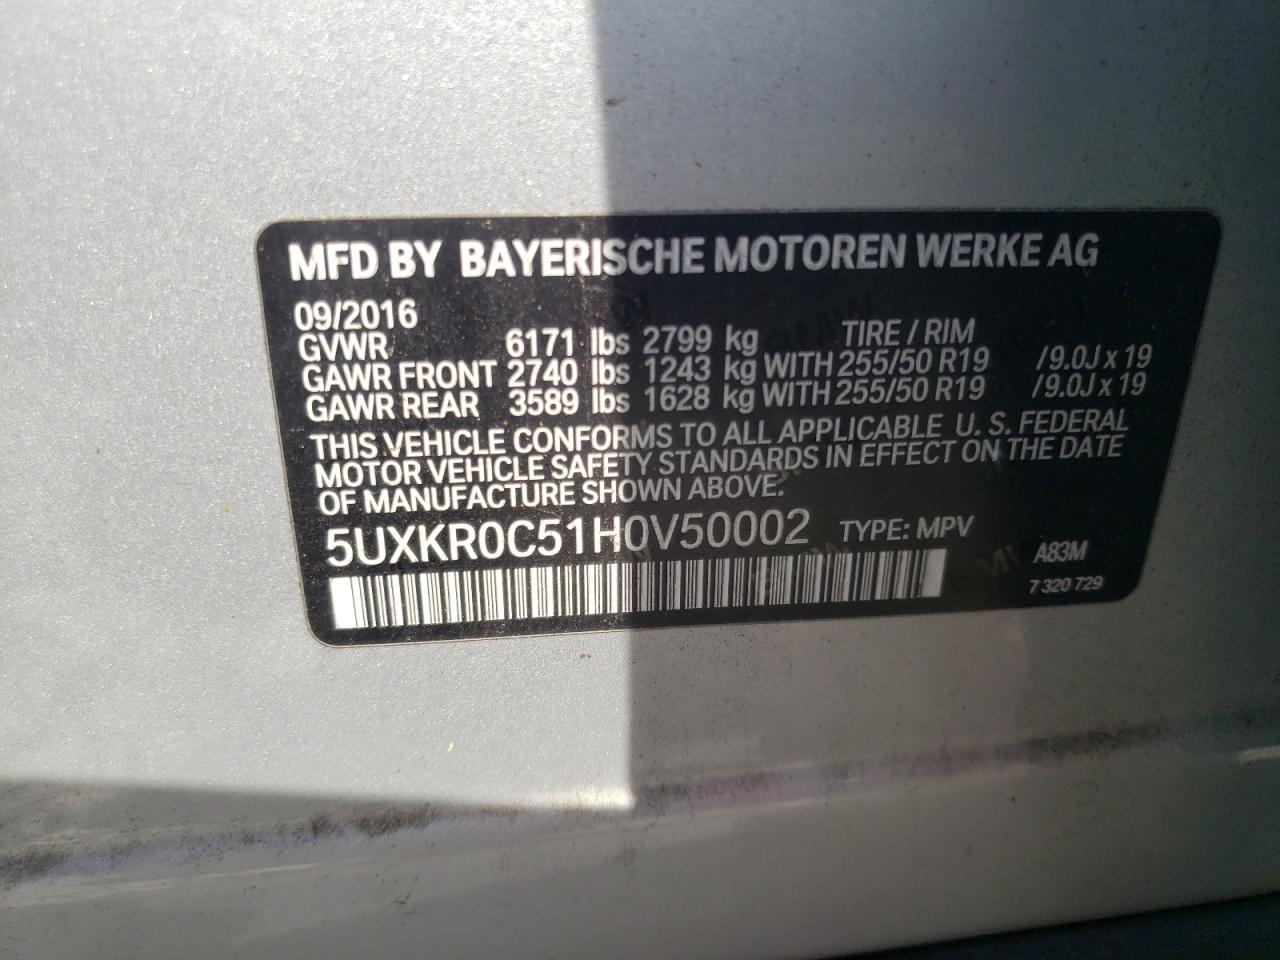 MFD BY BAYERISCHE MOTOREN WERKE AG
09/2016
GVWR 6171 lbs 2799 kg TIRE / RIM
GAWR FRONT 2740 lbs 1243 kg WITH 255/50 R19 /9.0J x 19
GAWR REAR 3589 lbs 1628 kg WITH 255/50 R19 /9.0J x 19
THIS VEHICLE CONFORMS TO ALL APPLICABLE U. S. FEDERAL
MOTOR VEHICLE SAFETY STANDARDS IN EFFECT ON THE DATE
OF MANUFACTURE SHOWN ABOVE.
5UXKR0C51H0V50002 TYPE: MPV
A83M
7 320 729